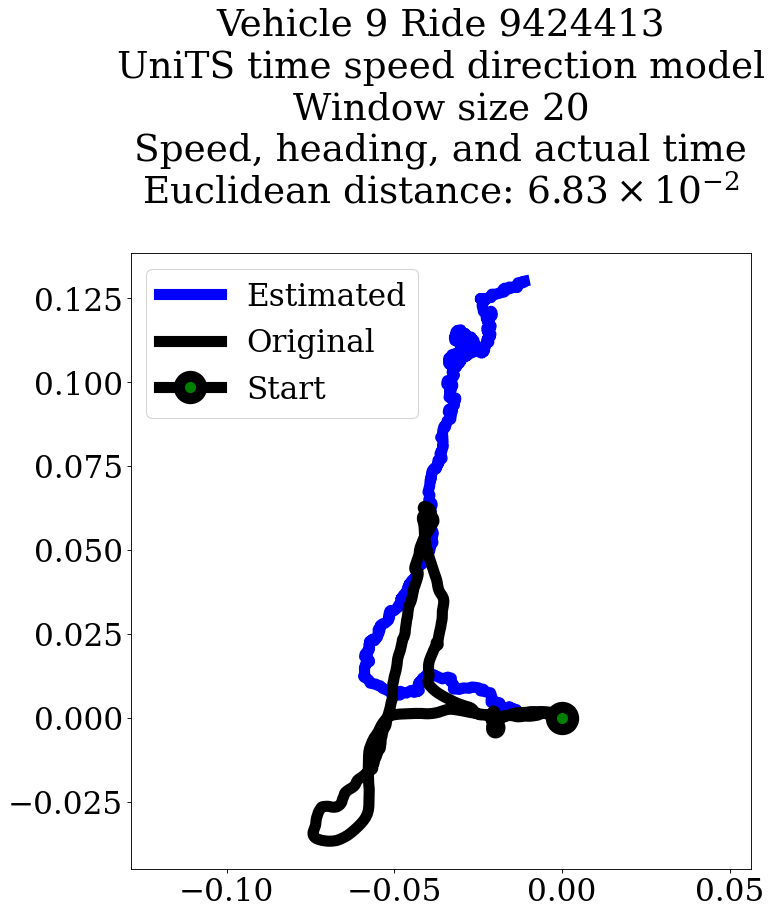 Vehicle 9 Ride 9424413
UniTS time speed direction model
Window size 20
Speed, heading, and actual time
Euclidean distance: 6.83 × 10⁻²
Estimated
Original
Start
0.125
0.100
0.075
0.050
0.025
0.000
−0.025
−0.10
−0.05
0.00
0.05